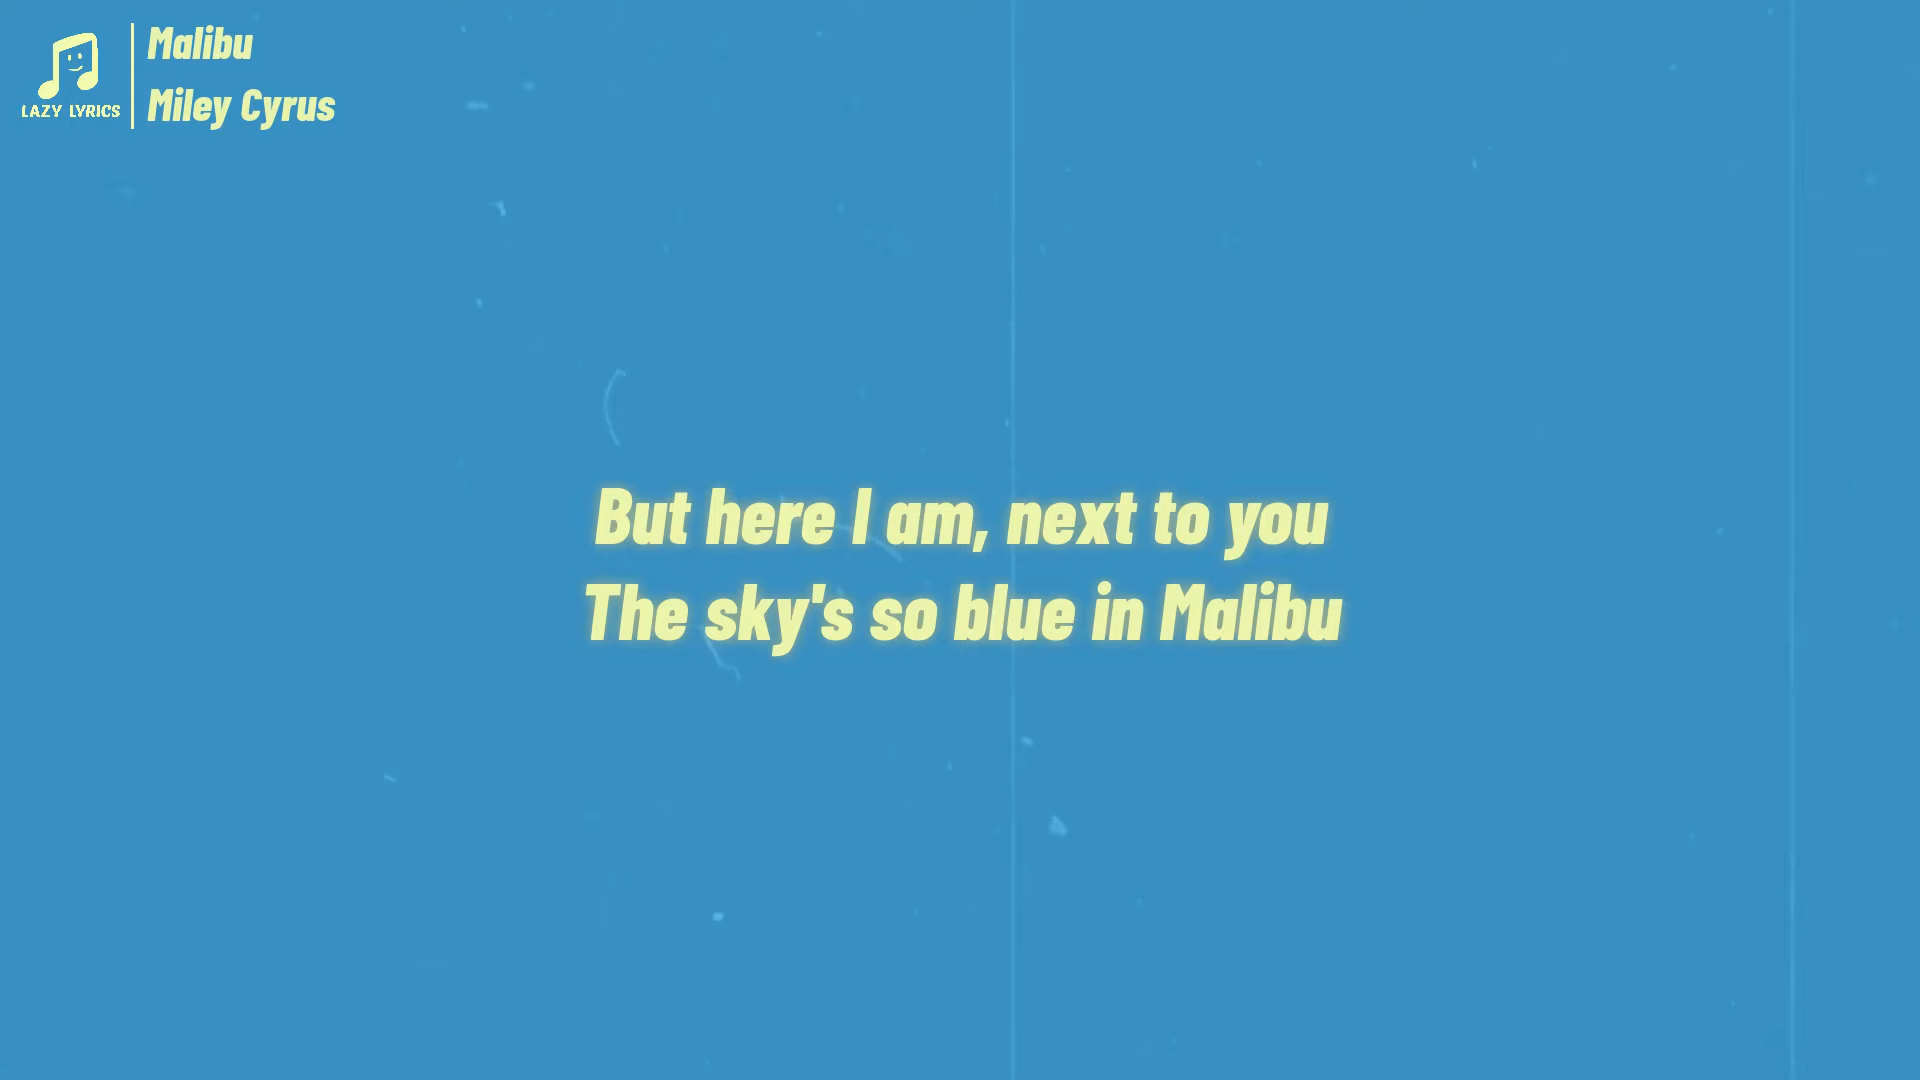 Malibu
Miley Cyrus
LAZY LYRICS
But here I am, next to you
The sky's so blue in Malibu